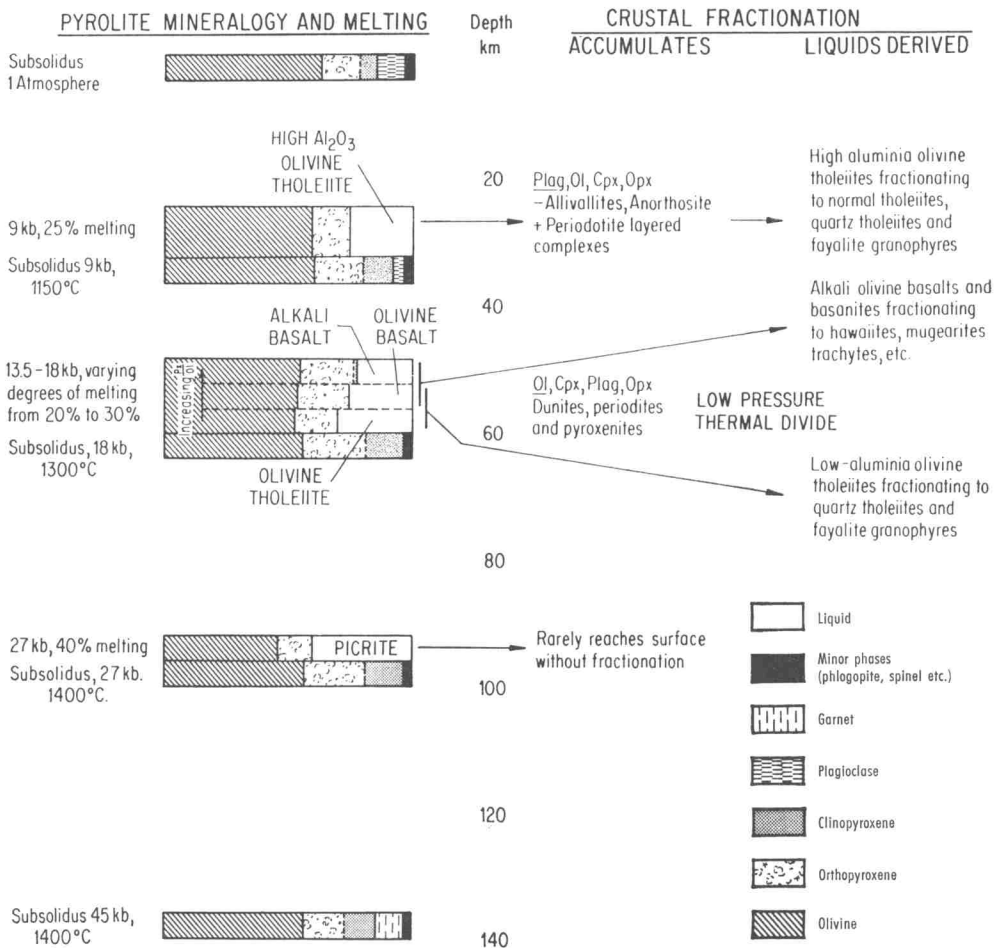 PYROLITE MINERALOGY AND MELTING
Depth
km
CRUSTAL FRACTIONATION
ACCUMULATES
LIQUIDS DERIVED
Subsolidus
1 Atmosphere
HIGH Al₂O₃
OLIVINE
THOLEIITE
20
Plag,Ol, Cpx,Opx
-Allivallites, Anorthosite
+ Periodotite layered
complexes
High aluminia olivine
tholeiites fractionating
to normal tholeiites,
quartz tholeiites and
fayalite granophyres
9 kb, 25% melting
Subsolidus 9 kb,
1150°C
40
ALKALI
BASALT
OLIVINE
BASALT
Alkali olivine basalts and
basanites fractionating
to hawaiites, mugearites
trachytes, etc.
13.5-18 kb, varying
degrees of melting
from 20% to 30%
Increasing Ol
Ol, Cpx, Plag, Opx
Dunites, periodites
and pyroxenites
LOW PRESSURE
THERMAL DIVIDE
Subsolidus, 18 kb,
1300°C
60
OLIVINE
THOLEIITE
Low-aluminia olivine
tholeiites fractionating to
quartz tholeiites and
fayalite granophyres
80
27 kb, 40% melting
PICRITE
Rarely reaches surface
without fractionation
Subsolidus, 27 kb.
1400°C.
100
Liquid
Minor phases
(phlogopite, spinel etc.)
Garnet
Plagioclase
120
Clinopyroxene
Orthopyroxene
Subsolidus 45 kb,
1400°C
140
Olivine